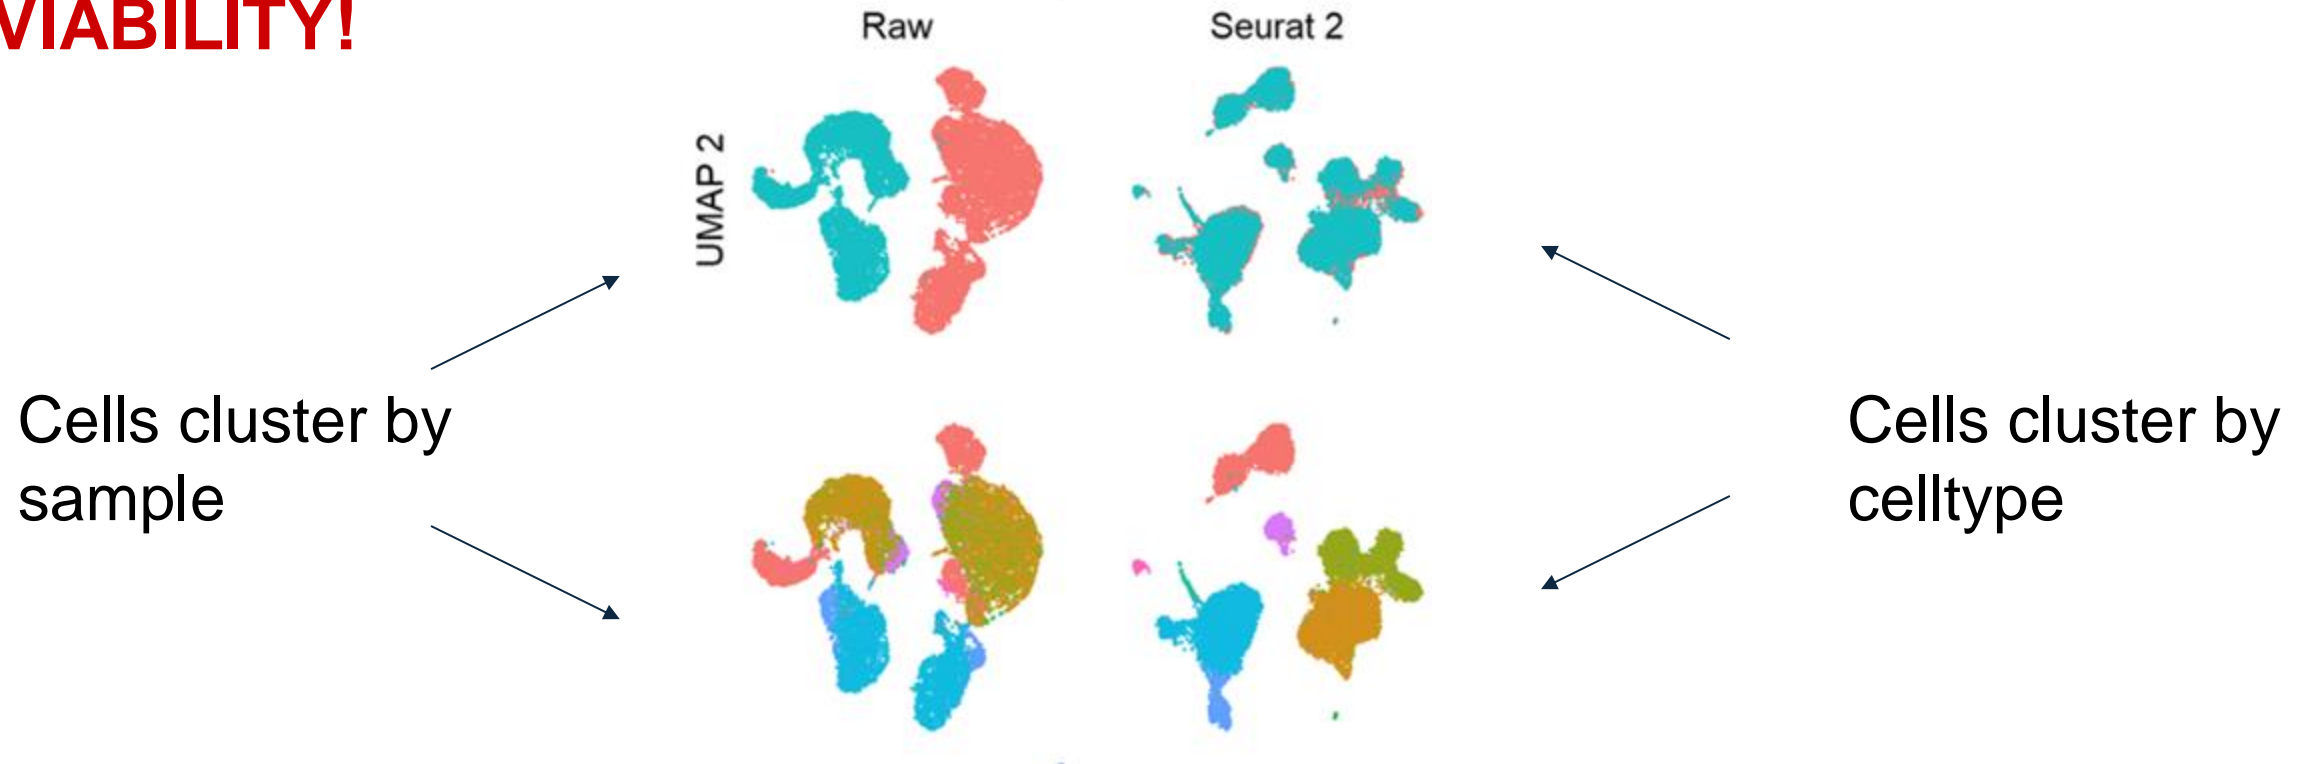 VIABILITY!
Raw
Seurat 2
UMAP 2
Cells cluster by
sample
Cells cluster by
celltype